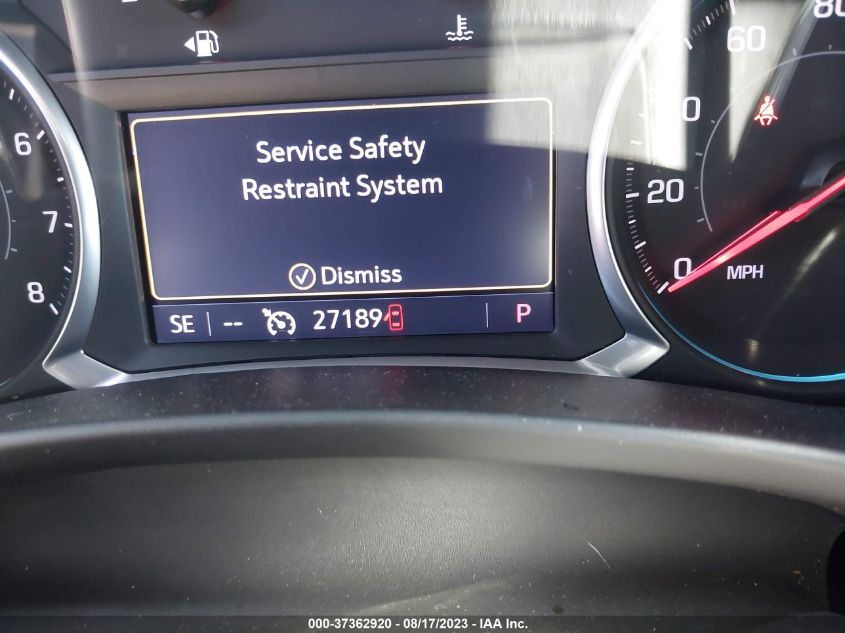 60
80
6
0
Service Safety
Restraint System
7
20
8
0
MPH
Dismiss
SE -- 27189 P
000-37362920 - 08/17/2023 - IAA Inc.